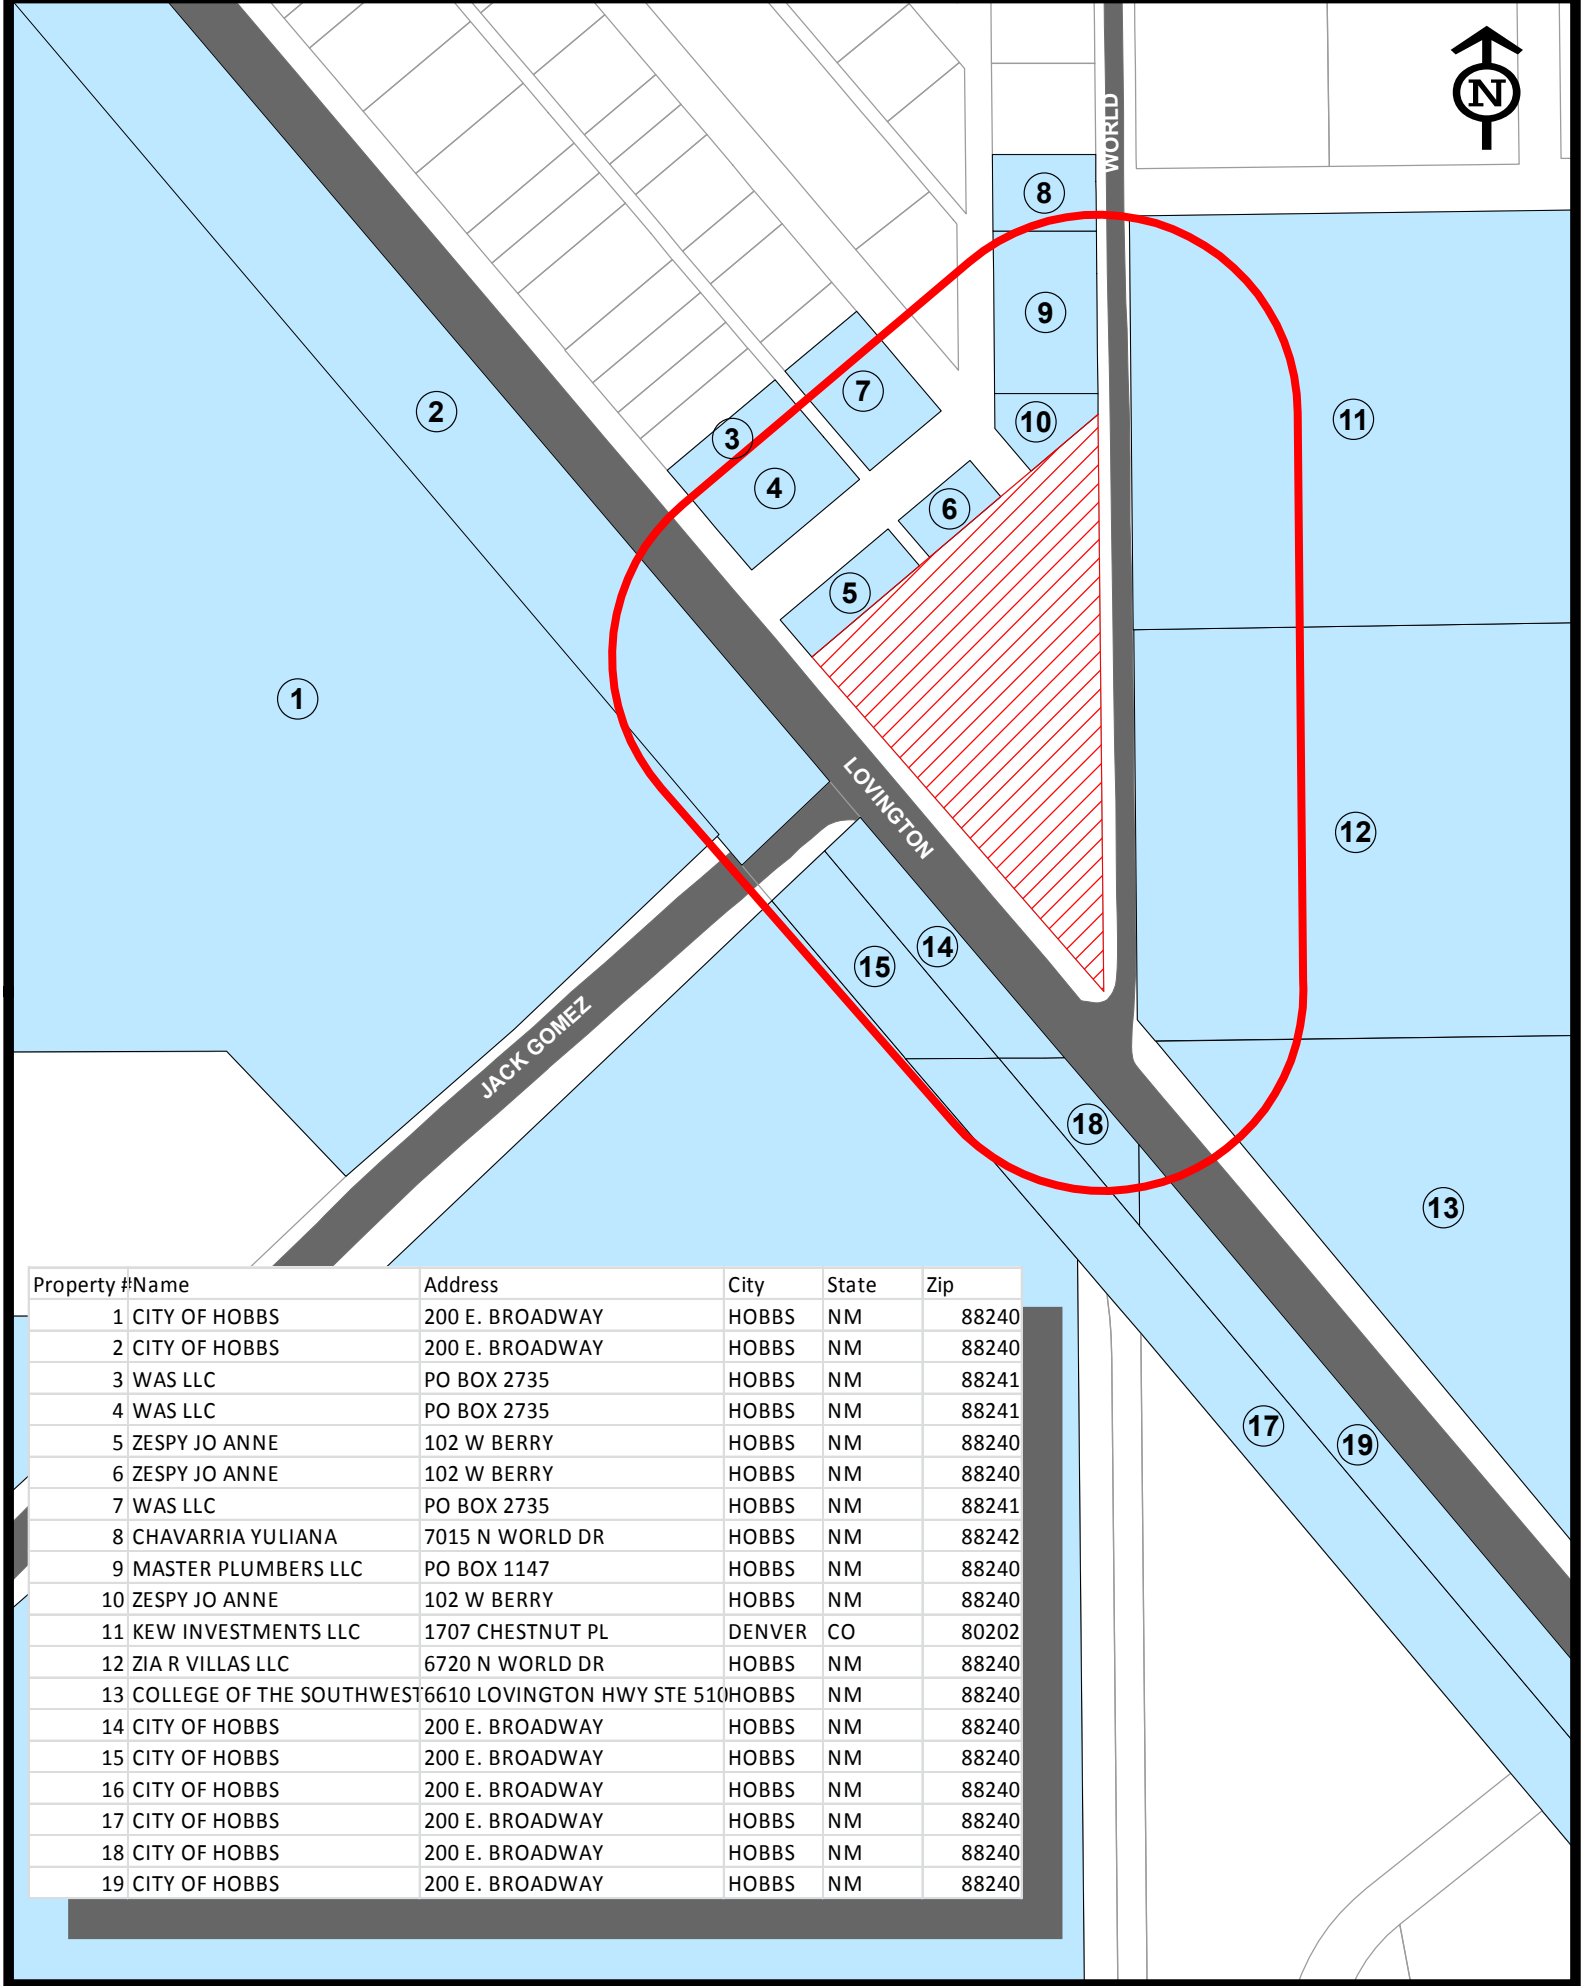 N
WORLD
8
9
7
2
11
10
3
4
6
5
1
LOVINGTON
12
14
15
JACK GOMEZ
18
13
17
19
Property # Name Address City State Zip
1 CITY OF HOBBS 200 E. BROADWAY HOBBS NM 88240
2 CITY OF HOBBS 200 E. BROADWAY HOBBS NM 88240
3 WAS LLC PO BOX 2735 HOBBS NM 88241
4 WAS LLC PO BOX 2735 HOBBS NM 88241
5 ZESPY JO ANNE 102 W BERRY HOBBS NM 88240
6 ZESPY JO ANNE 102 W BERRY HOBBS NM 88240
7 WAS LLC PO BOX 2735 HOBBS NM 88241
8 CHAVARRIA YULIANA 7015 N WORLD DR HOBBS NM 88242
9 MASTER PLUMBERS LLC PO BOX 1147 HOBBS NM 88240
10 ZESPY JO ANNE 102 W BERRY HOBBS NM 88240
11 KEW INVESTMENTS LLC 1707 CHESTNUT PL DENVER CO 80202
12 ZIA R VILLAS LLC 6720 N WORLD DR HOBBS NM 88240
13 COLLEGE OF THE SOUTHWEST 6610 LOVINGTON HWY STE 510 HOBBS NM 88240
14 CITY OF HOBBS 200 E. BROADWAY HOBBS NM 88240
15 CITY OF HOBBS 200 E. BROADWAY HOBBS NM 88240
16 CITY OF HOBBS 200 E. BROADWAY HOBBS NM 88240
17 CITY OF HOBBS 200 E. BROADWAY HOBBS NM 88240
18 CITY OF HOBBS 200 E. BROADWAY HOBBS NM 88240
19 CITY OF HOBBS 200 E. BROADWAY HOBBS NM 88240